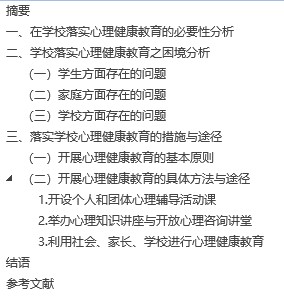 摘要
一、在学校落实心理健康教育的必要性分析
二、学校落实心理健康教育之困境分析
（一）学生方面存在的问题
（二）家庭方面存在的问题
（三）学校方面存在的问题
三、落实学校心理健康教育的措施与途径
（一）开展心理健康教育的基本原则
（二）开展心理健康教育的具体方法与途径
1.开设个人和团体心理辅导活动课
2.举办心理知识讲座与开放心理咨询讲堂
3.利用社会、家长、学校进行心理健康教育
结语
参考文献